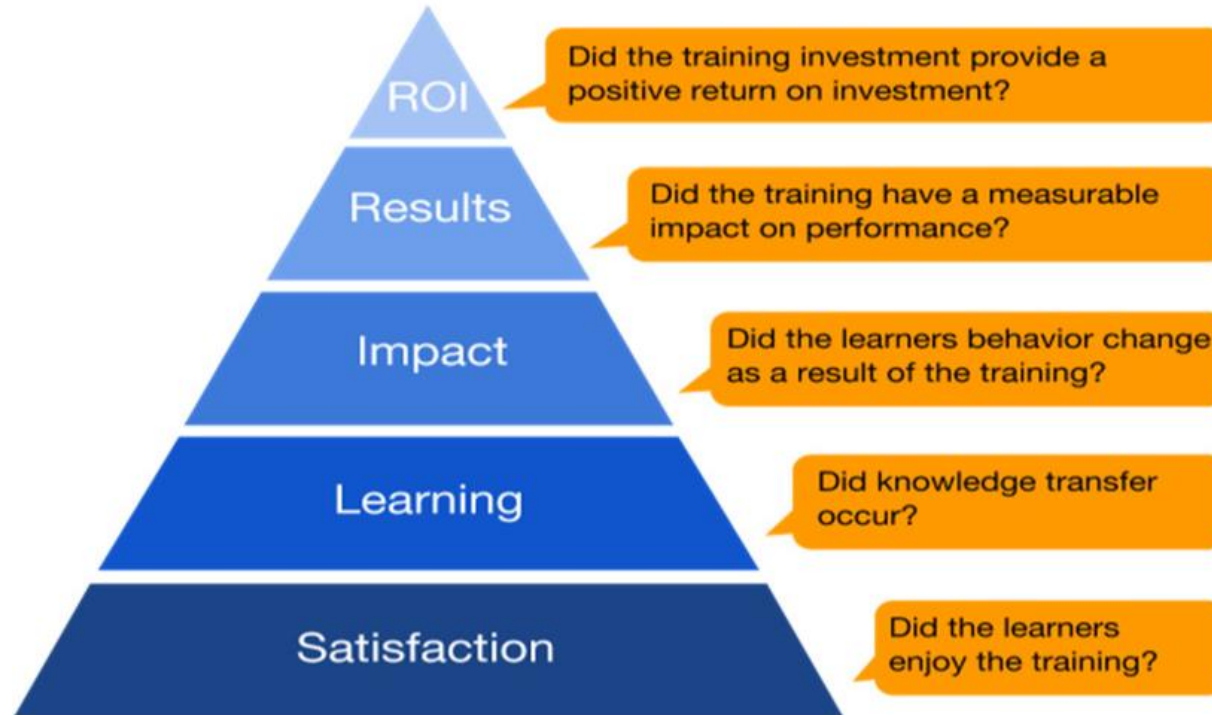 ROI
Did the training investment provide a
positive return on investment?
Results
Did the training have a measurable
impact on performance?
Impact
Did the learners behavior change
as a result of the training?
Learning
Did knowledge transfer
occur?
Satisfaction
Did the learners
enjoy the training?